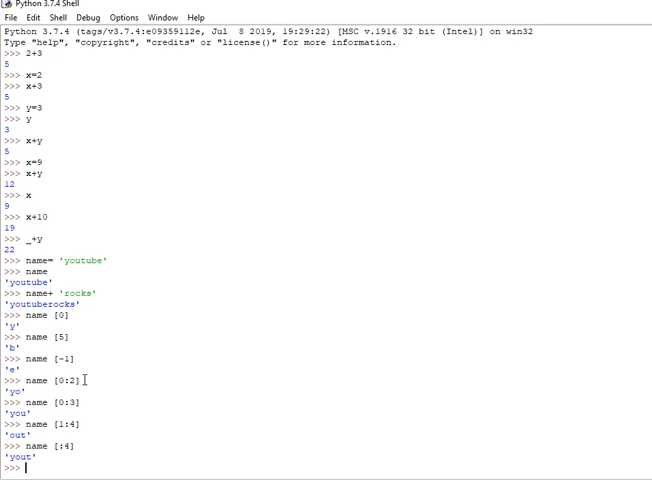 Python 3.7.4 Shell
File Edit Shell Debug Options Window Help
Python 3.7.4 (tags/v3.7.4:e09359112e, Jul  8 2019, 19:29:22) [MSC v.1916 32 bit (Intel)] on win32
Type "help", "copyright", "credits" or "license()" for more information.
>>> 2+3
5
>>> x=2
>>> x+3
5
>>> y=3
>>> y
3
>>> x+y
5
>>> x=9
>>> x+y
12
>>> x
9
>>> x+10
19
>>> _+y
22
>>> name= 'youtube'
>>> name
'youtube'
>>> name+ 'rocks'
'youtuberocks'
>>> name [0]
'y'
>>> name [5]
'b'
>>> name [-1]
'e'
>>> name [0:2]
'yo'
>>> name [0:3]
'you'
>>> name [1:4]
'out'
>>> name [:4]
'yout'
>>>